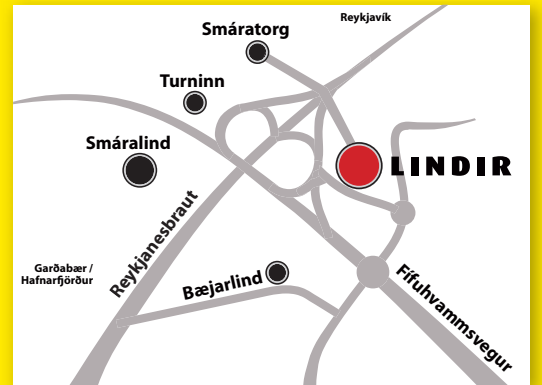 Reykjavík
Smáratorg
Turninn
Smáralind
LINDIR
Reykjanesbraut
Garðabær /
Hafnarfjörður
Bæjarlind
Fífuhvammsvegur